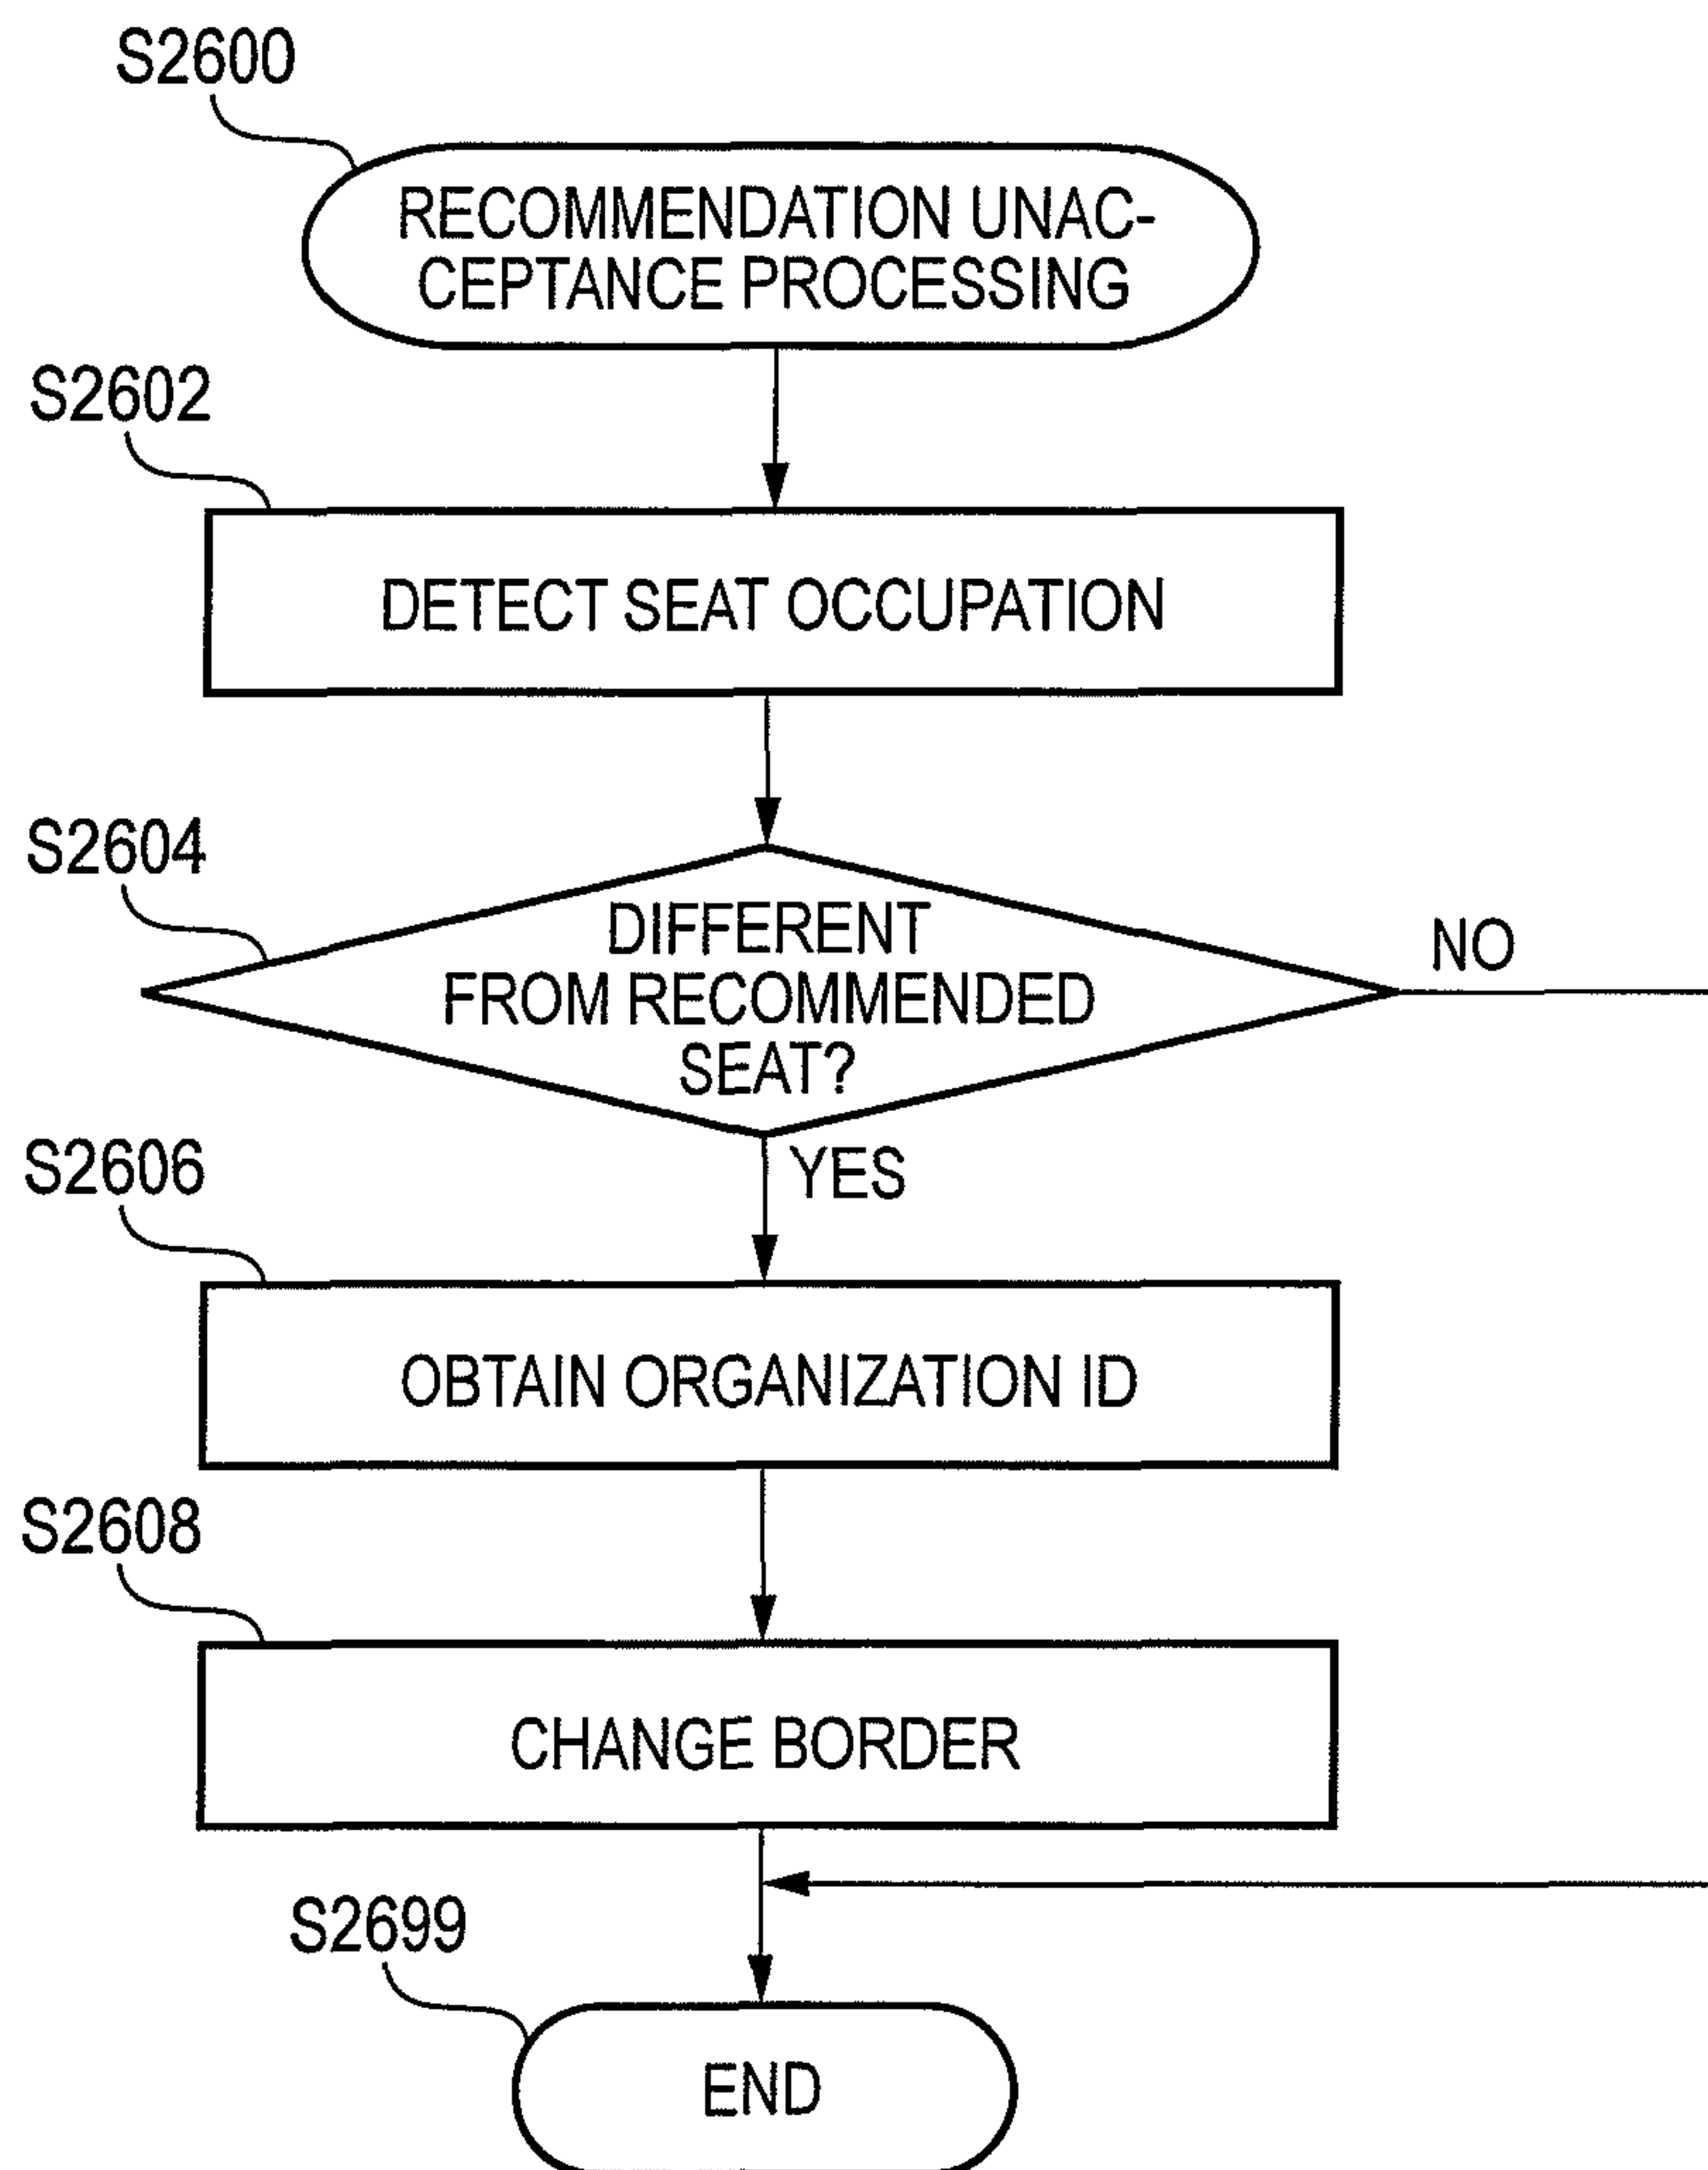 S2600
RECOMMENDATION UNAC-
CEPTANCE PROCESSING
S2602
DETECT SEAT OCCUPATION
S2604
DIFFERENT
FROM RECOMMENDED
SEAT?
NO
YES
S2606
OBTAIN ORGANIZATION ID
S2608
CHANGE BORDER
S2699
END